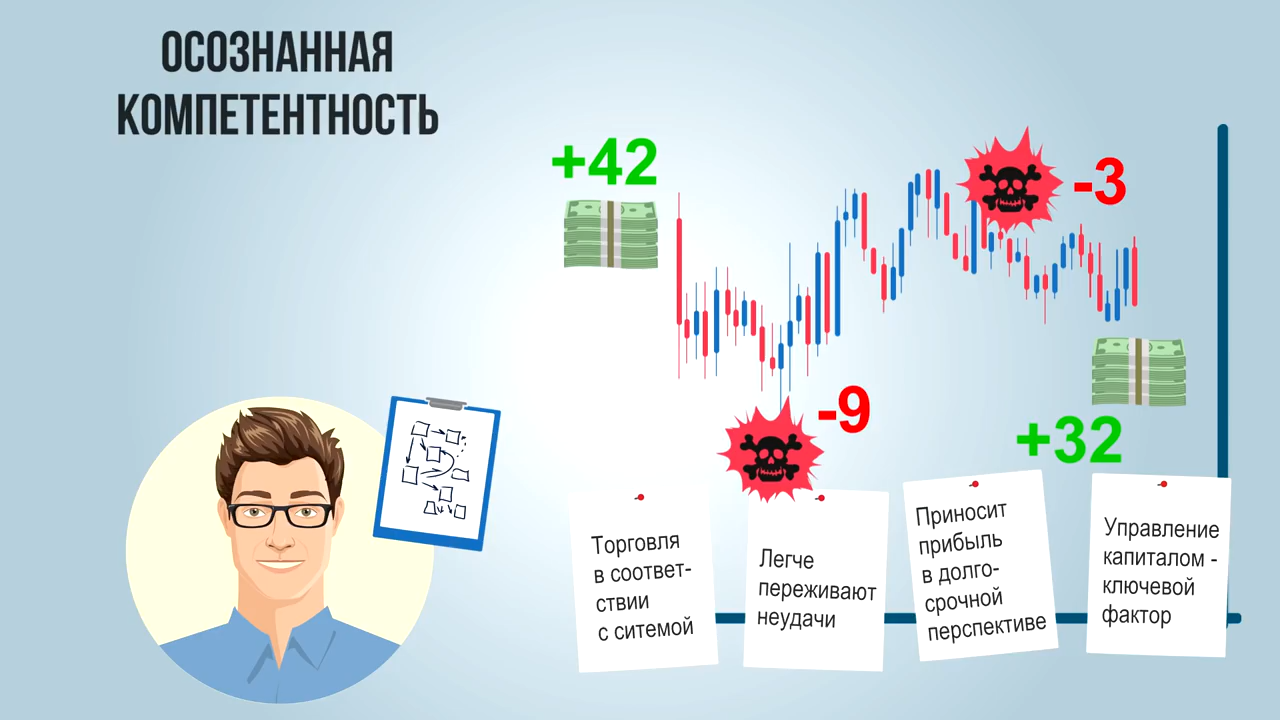 ОСОЗНАННАЯ
КОМПЕТЕНТНОСТЬ
+42
-3
-9
+32
Торговля
в соответ-
ствии
с ситемой
Легче
переживают
неудачи
Приносит
прибыль
в долго-
срочной
перспективе
Управление
капиталом -
ключевой
фактор